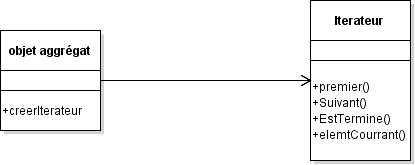 objet aggrégat
+creerIterateur
Iterateur
+premier()
+Suivant()
+EstTermine()
+elemtCourrant()